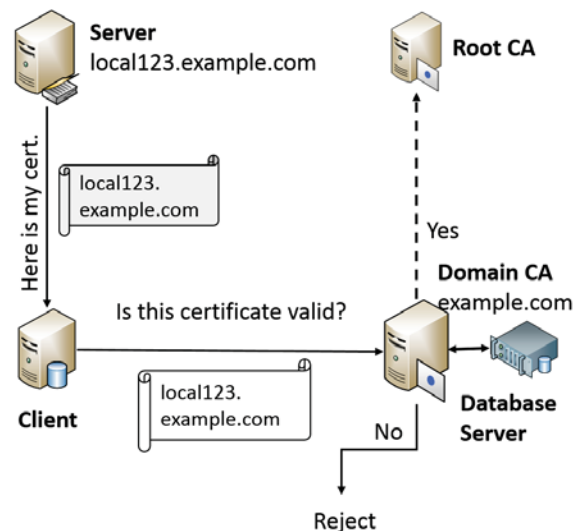 Server
local123.example.com
Root CA
Here is my cert.
local123.
example.com
Yes
Domain CA
example.com
Is this certificate valid?
local123.
example.com
Client
Database
Server
No
Reject